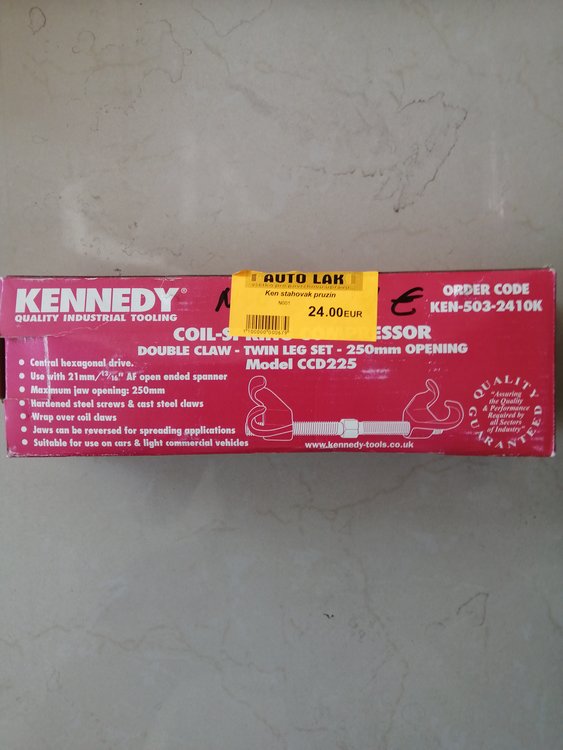 AUTO LAK
Ken stahovak pruzin
N001
24.00EUR
KENNEDY®
QUALITY INDUSTRIAL TOOLING
€
ORDER CODE
KEN-503-2410K
COIL-SPRING COMPRESSOR
DOUBLE CLAW - TWIN LEG SET - 250mm OPENING
Model CCD225
• Central hexagonal drive.
• Use with 21mm/13/16" AF open ended spanner
• Maximum jaw opening: 250mm
• Hardened steel screws & cast steel claws
• Wrap over coil claws
• Jaws can be reversed for spreading applications
• Suitable for use on cars & light commercial vehicles
www.kennedy-tools.co.uk
QUALITY
GUARANTEED
"Assuring
the Quality
& Performance
Required by
all Sectors
of Industry"